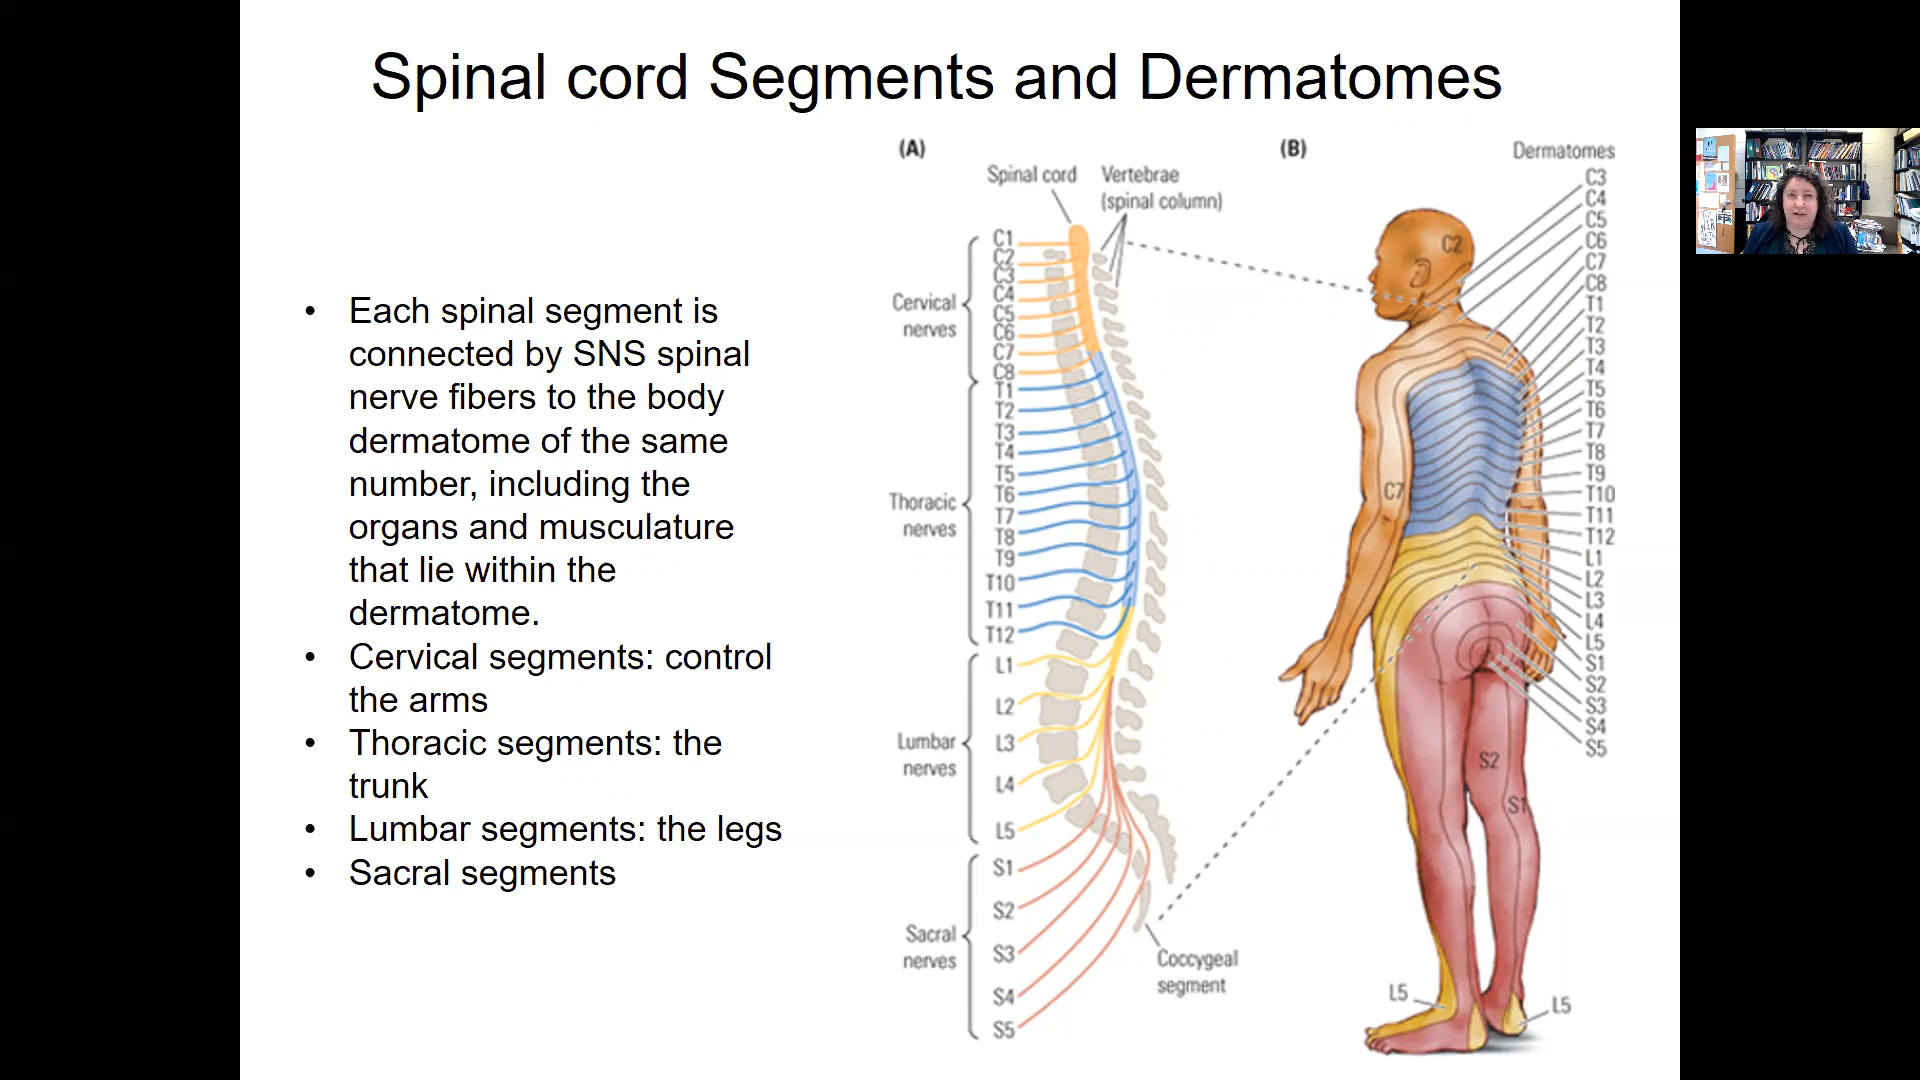 Spinal cord Segments and Dermatomes
• Each spinal segment is
connected by SNS spinal
nerve fibers to the body
dermatome of the same
number, including the
organs and musculature
that lie within the
dermatome.
• Cervical segments: control
the arms
• Thoracic segments: the
trunk
• Lumbar segments: the legs
• Sacral segments
(A)
Spinal cord
Vertebrae
(spinal column)
Cervical
nerves
C1
C2
C3
C4
C5
C6
C7
C8
Thoracic
nerves
T1
T2
T3
T4
T5
T6
T7
T8
T9
T10
T11
T12
Lumbar
nerves
L1
L2
L3
L4
L5
Sacral
nerves
S1
S2
S3
S4
S5
Coccygeal
segment
(B)
Dermatomes
C3
C4
C5
C6
C7
C8
T1
T2
T3
T4
T5
T6
T7
T8
T9
T10
T11
T12
L1
L2
L3
L4
L5
S1
S2
S3
S4
S5
C2
C7
S2
S1
L5
L5